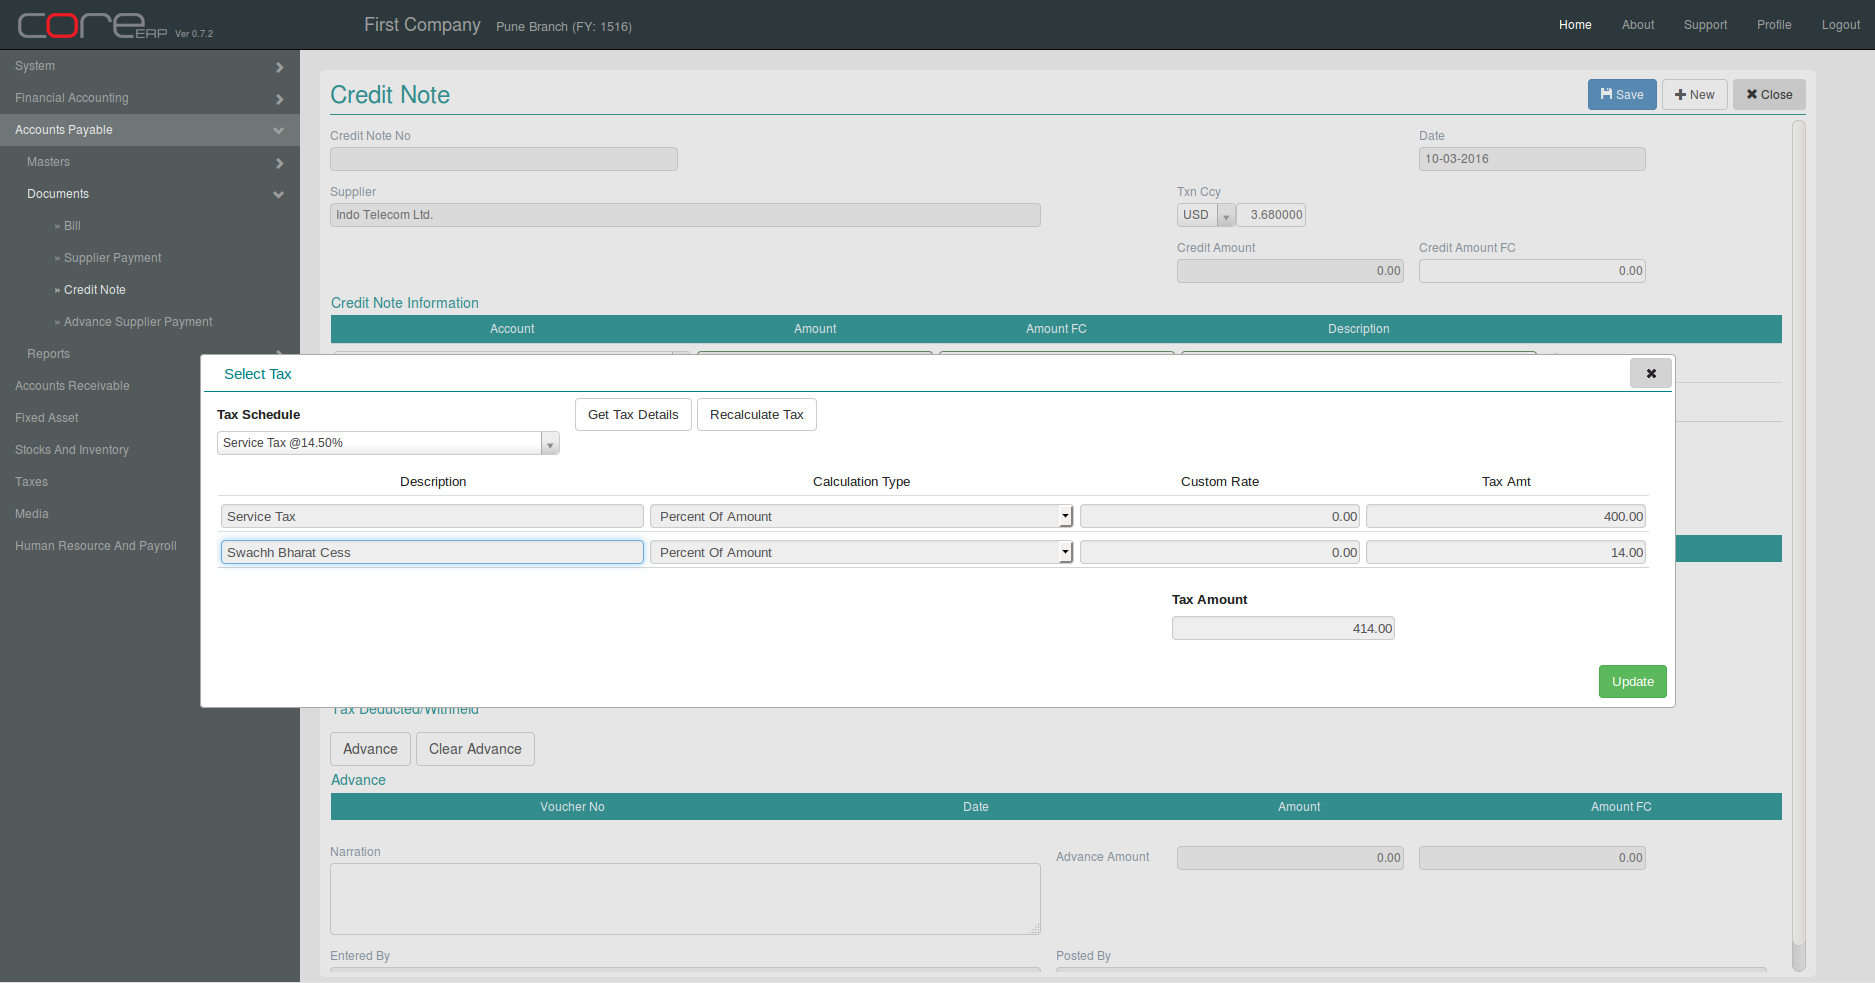 core ERP Ver 0.7.2
First Company Pune Branch (FY: 1516)
Home About Support Profile Logout
System
Financial Accounting
Accounts Payable
Masters
Documents
» Bill
» Supplier Payment
» Credit Note
» Advance Supplier Payment
Reports
Accounts Receivable
Fixed Asset
Stocks And Inventory
Taxes
Media
Human Resource And Payroll
Credit Note
Save New Close
Credit Note No Date
10-03-2016
Supplier Txn Ccy
Indo Telecom Ltd. USD 3.680000
Credit Amount Credit Amount FC
0.00 0.00
Credit Note Information
Account Amount Amount FC Description
Select Tax
Tax Schedule Get Tax Details Recalculate Tax
Service Tax @14.50%
Description Calculation Type Custom Rate Tax Amt
Service Tax Percent Of Amount 0.00 400.00
Swachh Bharat Cess Percent Of Amount 0.00 14.00
Tax Amount
414.00
Update
Tax Deducted/Withheld
Advance Clear Advance
Advance
Voucher No Date Amount Amount FC
Narration Advance Amount 0.00 0.00
Entered By Posted By